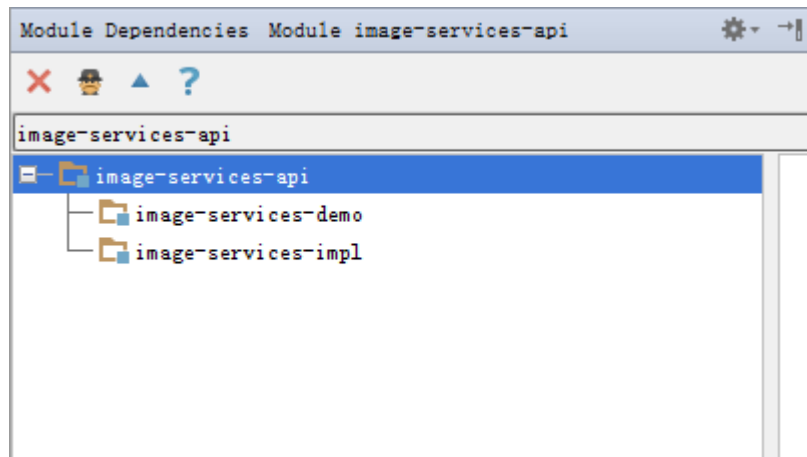 Module Dependencies Module image-services-api
?
image-services-api
image-services-api
image-services-demo
image-services-impl